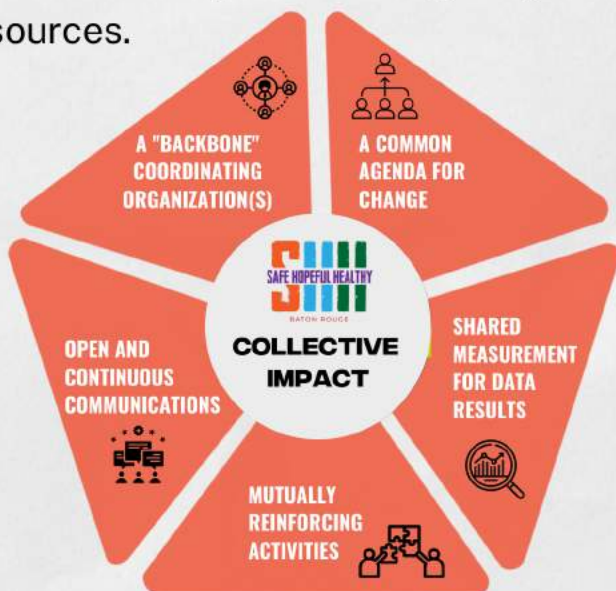 sources.
A "BACKBONE"
COORDINATING
ORGANIZATION(S)
A COMMON
AGENDA FOR
CHANGE
SHH
SAFE HOPEFUL HEALTHY
BATON ROUGE
COLLECTIVE
IMPACT
OPEN AND
CONTINUOUS
COMMUNICATIONS
SHARED
MEASUREMENT
FOR DATA
RESULTS
MUTUALLY
REINFORCING
ACTIVITIES